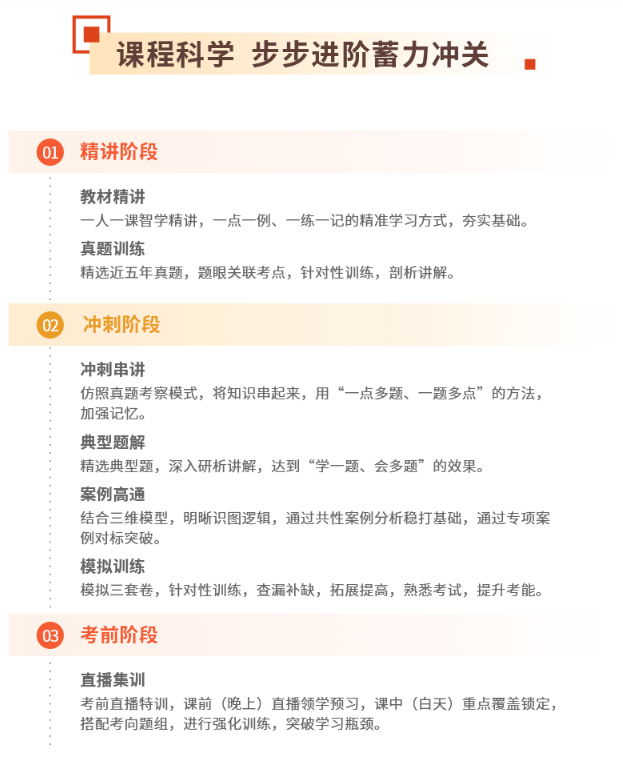 课程科学 步步进阶蓄力冲关
01 精讲阶段
教材精讲
一人一课智学精讲，一点一例、一练一记的精准学习方式，夯实基础。
真题训练
精选近五年真题，题眼关联考点，针对性训练，剖析讲解。
02 冲刺阶段
冲刺串讲
仿照真题考察模式，将知识串起来，用“一点多题、一题多点”的方法，
加强记忆。
典型题解
精选典型题，深入研析讲解，达到“学一题、会多题”的效果。
案例高通
结合三维模型，明晰识图逻辑，通过共性案例分析稳打基础，通过专项案
例对标突破。
模拟训练
模拟三套卷，针对性训练，查漏补缺，拓展提高，熟悉考试，提升考能。
03 考前阶段
直播集训
考前直播特训，课前（晚上）直播领学预习，课中（白天）重点覆盖锁定，
搭配考向题组，进行强化训练，突破学习瓶颈。